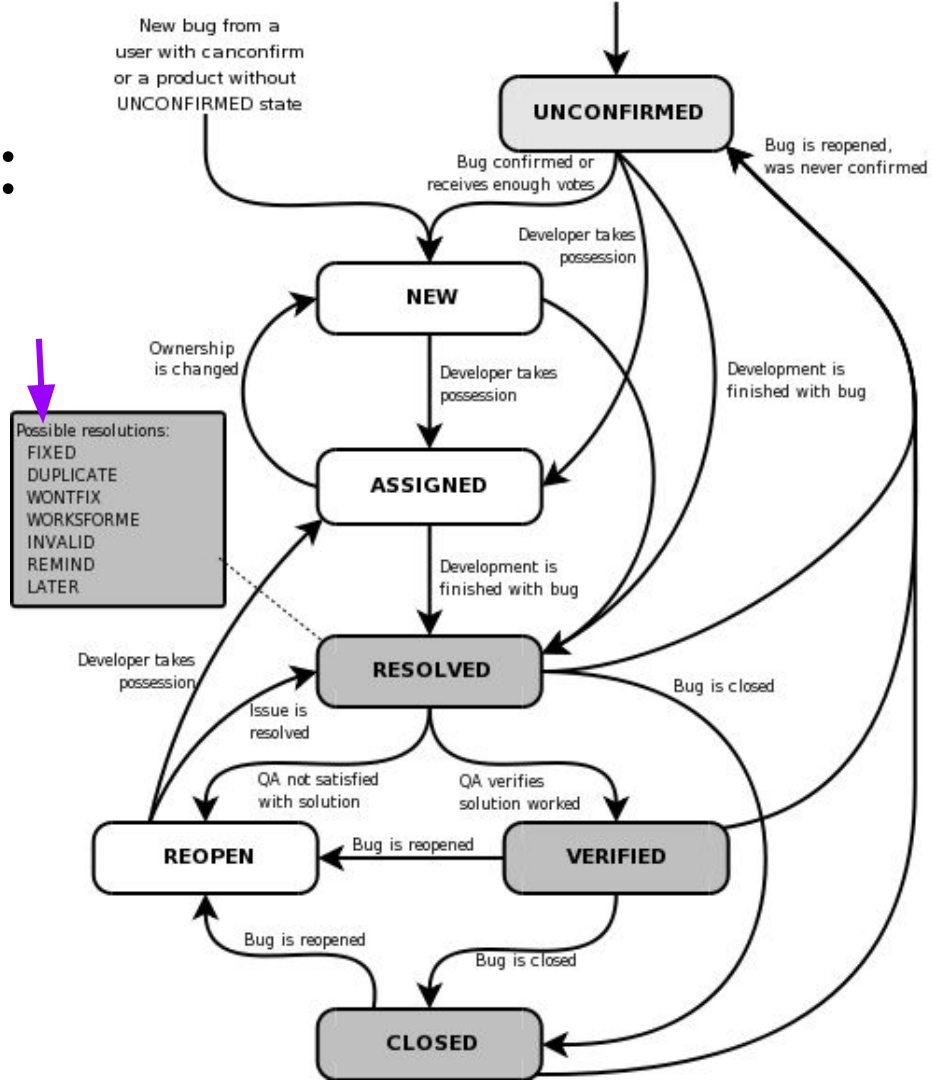 New bug from a
user with canconfirm
or a product without
UNCONFIRMED state
UNCONFIRMED
Bug is reopened,
was never confirmed
Bug confirmed or
receives enough votes
Developer takes
possession
NEW
Ownership
is changed
Developer takes
possession
Development is
finished with bug
Possible resolutions:
FIXED
DUPLICATE
WONTFIX
WORKSFORME
INVALID
REMIND
LATER
ASSIGNED
Development is
finished with bug
RESOLVED
Developer takes
possession
Bug is closed
Issue is
resolved
QA not satisfied
with solution
QA verifies
solution worked
REOPEN
Bug is reopened
VERIFIED
Bug is reopened
Bug is closed
CLOSED